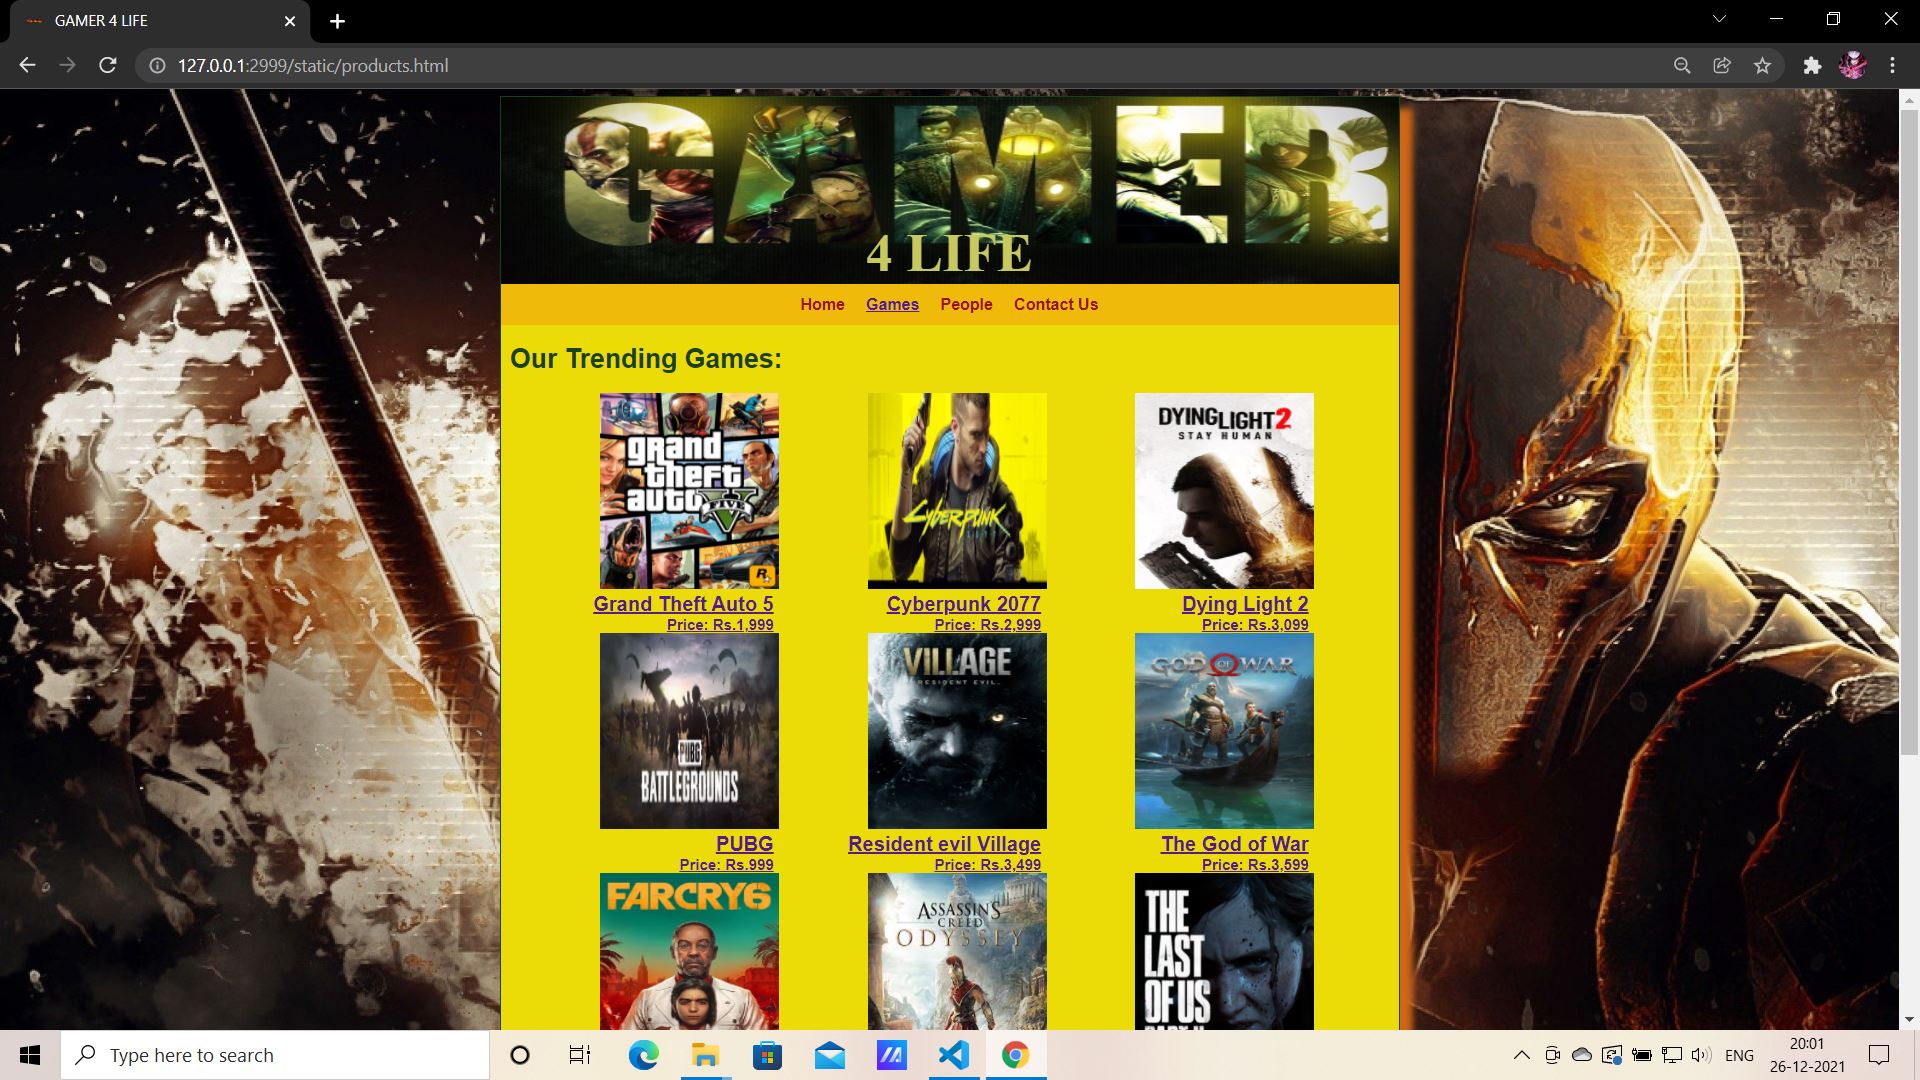 GAMER 4 LIFE
127.0.0.1:2999/static/products.html
GAMER
4 LIFE
Home Games People Contact Us
Our Trending Games:
grand
theft
auto
V
FIVE
R
Cyberpunk
DYING LIGHT 2
STAY HUMAN
Grand Theft Auto 5 Cyberpunk 2077 Dying Light 2
Price: Rs.1,999 Price: Rs.2,999 Price: Rs.3,099
PUBG
BATTLEGROUNDS
VILLAGE
RESIDENT EVIL
GOD OF WAR
PUBG Resident evil Village The God of War
Price: Rs.999 Price: Rs.3,499 Price: Rs.3,599
FARCRY6
ASSASSIN'S
CREED
ODYSSEY
THE
LAST
OF US
PART II
Type here to search
ENG
20:01
26-12-2021